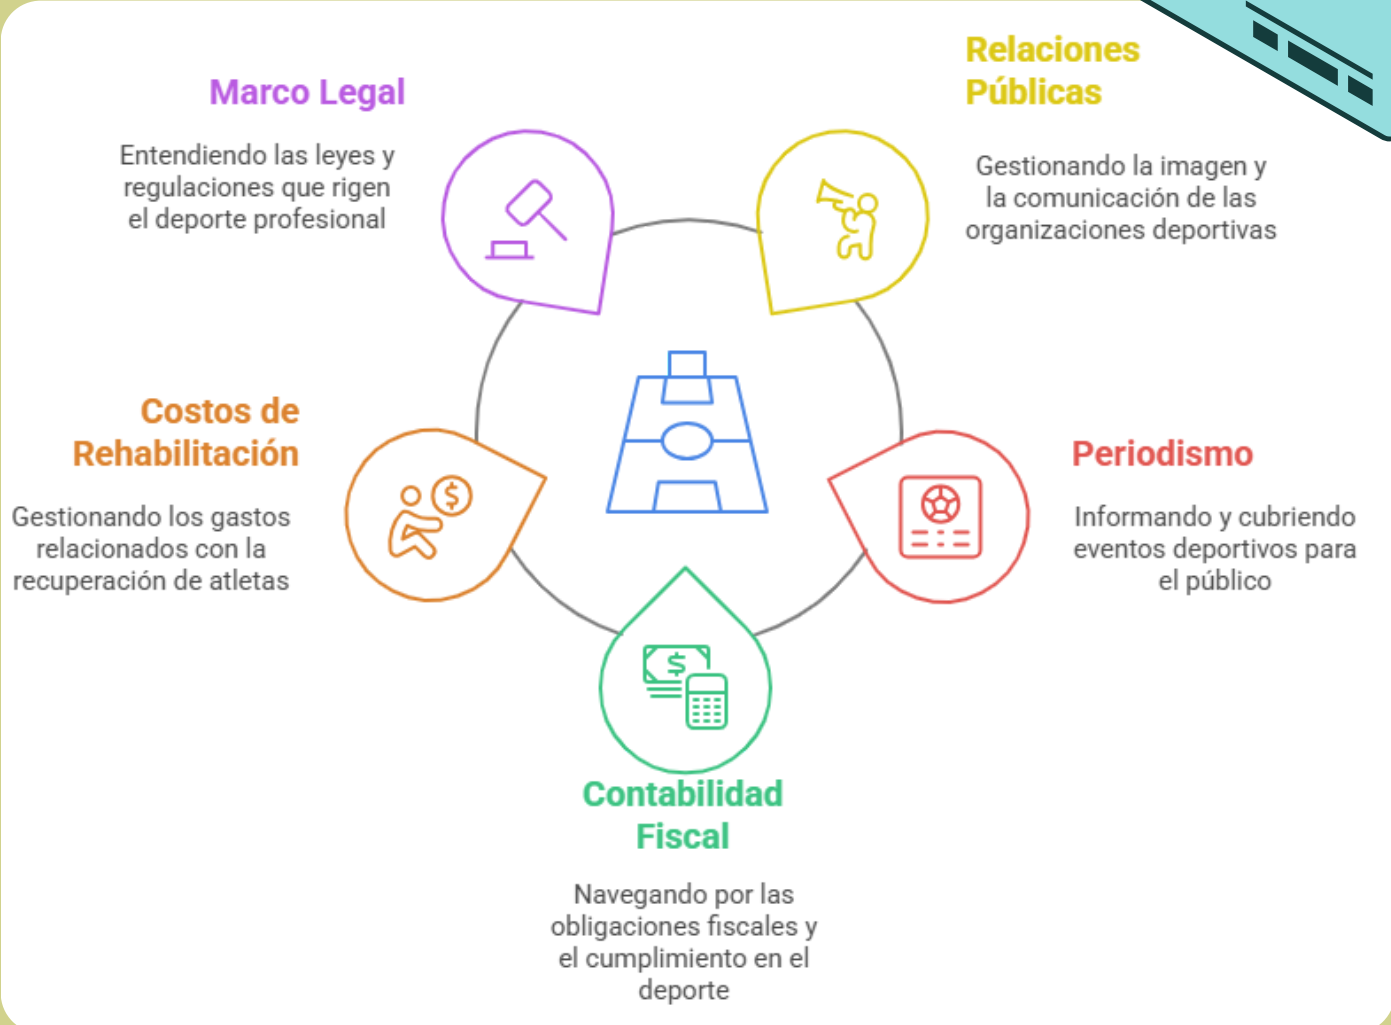 Marco Legal
Entendiendo las leyes y
regulaciones que rigen
el deporte profesional
Relaciones
Públicas
Gestionando la imagen y
la comunicación de las
organizaciones deportivas
Costos de
Rehabilitación
Gestionando los gastos
relacionados con la
recuperación de atletas
$
Periodismo
Informando y cubriendo
eventos deportivos para
el público
$
Contabilidad
Fiscal
Navegando por las
obligaciones fiscales y
el cumplimiento en el
deporte